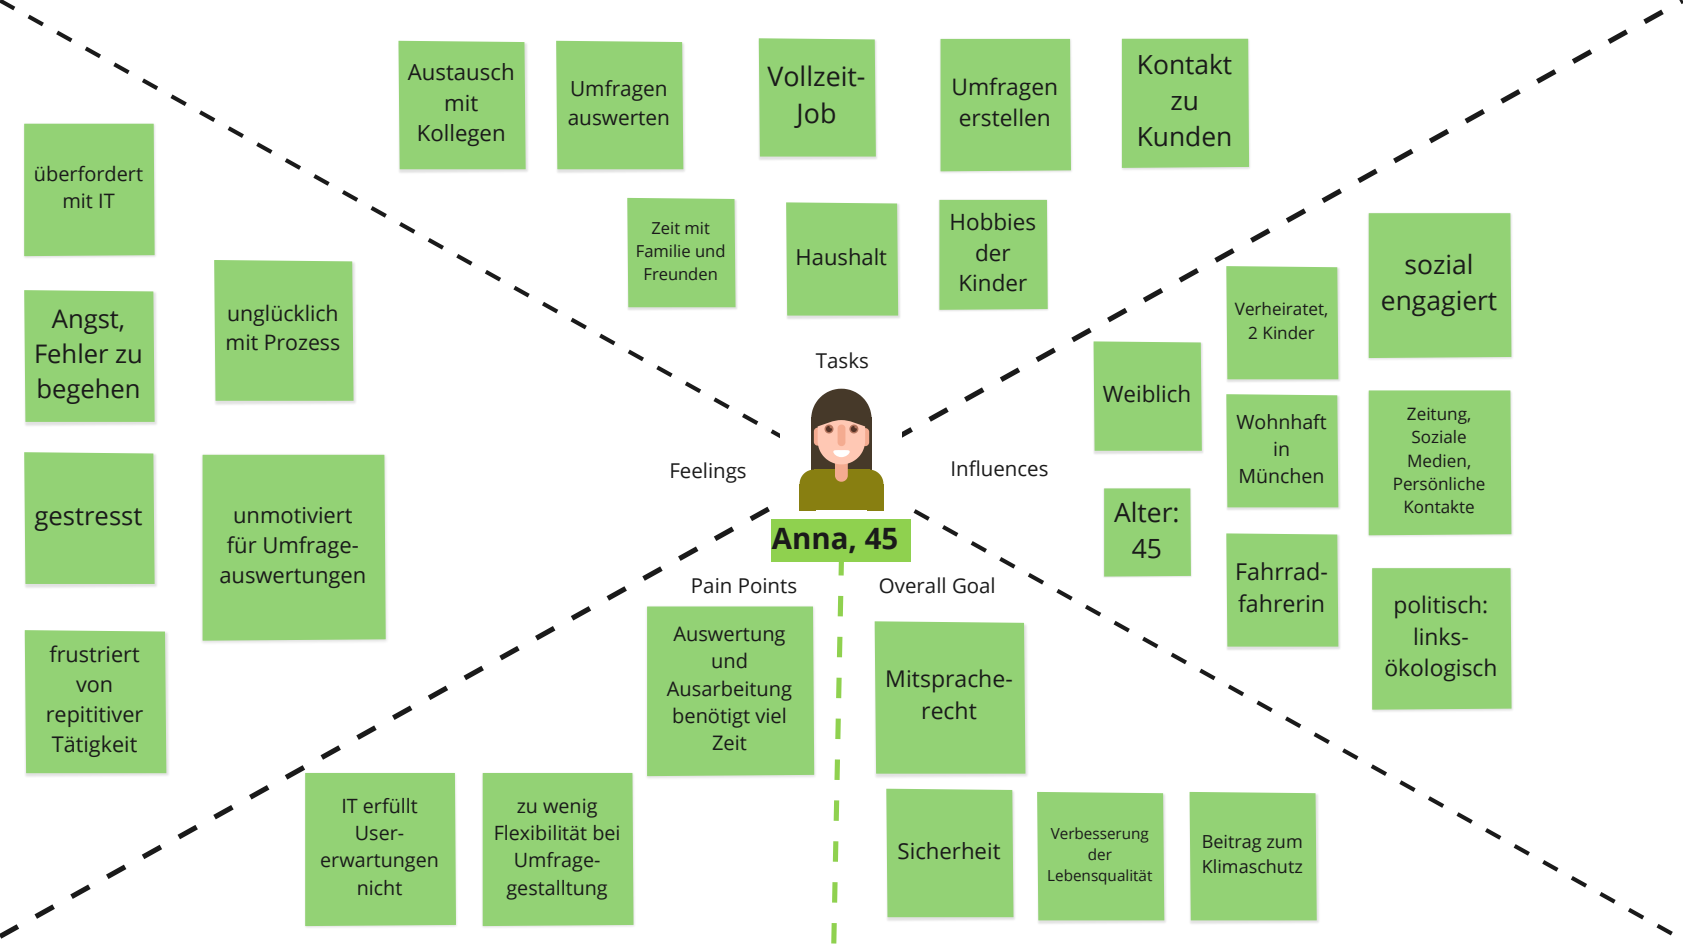 Austausch
mit
Kollegen
Umfragen
auswerten
Vollzeit-
Job
Umfragen
erstellen
Kontakt
zu
Kunden
Zeit mit
Familie und
Freunden
Haushalt
Hobbies
der
Kinder
Tasks
überfordert
mit IT
Angst,
Fehler zu
begehen
unglücklich
mit Prozess
gestresst
unmotiviert
für Umfrage-
auswertungen
frustriert
von
repititiver
Tätigkeit
Feelings
Influences
Weiblich
Verheiratet,
2 Kinder
sozial
engagiert
Wohnhaft
in
München
Zeitung,
Soziale
Medien,
Persönliche
Kontakte
Alter:
45
Fahrrad-
fahrerin
politisch:
links-
ökologisch
Anna, 45
Pain Points
Auswertung
und
Ausarbeitung
benötigt viel
Zeit
IT erfüllt
User-
erwartungen
nicht
zu wenig
Flexibilität bei
Umfrage-
gestalltung
Overall Goal
Mitsprache-
recht
Sicherheit
Verbesserung
der
Lebensqualität
Beitrag zum
Klimaschutz